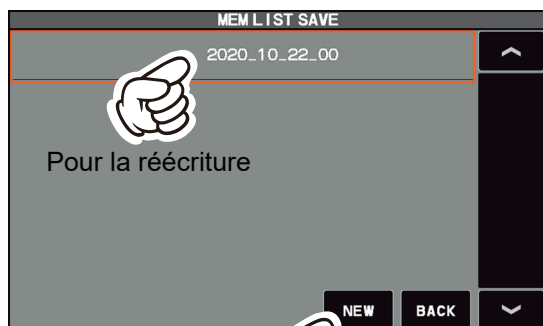 MEM LIST SAVE
2020_10_22_00
Pour la réécriture
NEW BACK